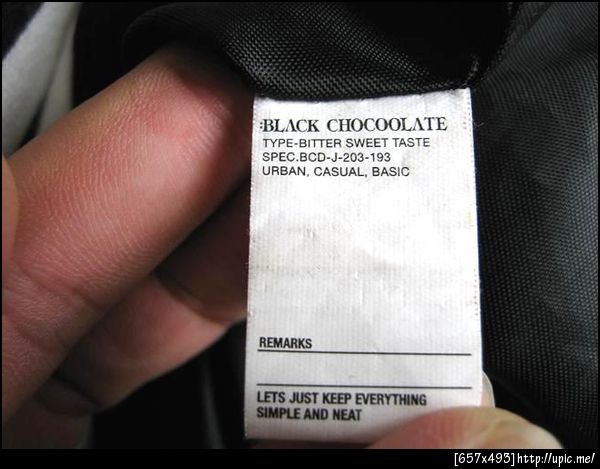 :BLACK CHOCOOLATE
TYPE-BITTER SWEET TASTE
SPEC.BCD-J-203-193
URBAN, CASUAL, BASIC
REMARKS
LETS JUST KEEP EVERYTHING
SIMPLE AND NEAT
[657x493]http://upic.me/